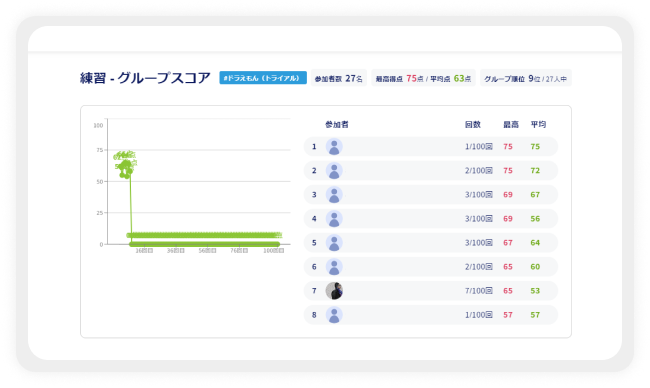 練習 - グループスコア
#ドラえもん（トライアル）
参加者数 27名
最高得点 75点 / 平均点 63点
グループ順位 9位 / 27人中
100
75
50
25
0
16回目 36回目 56回目 76回目 100回目
参加者 回数 最高 平均
1 1/100回 75 75
2 2/100回 75 72
3 3/100回 69 67
4 3/100回 69 56
5 3/100回 67 64
6 2/100回 65 60
7 7/100回 65 53
8 1/100回 57 57